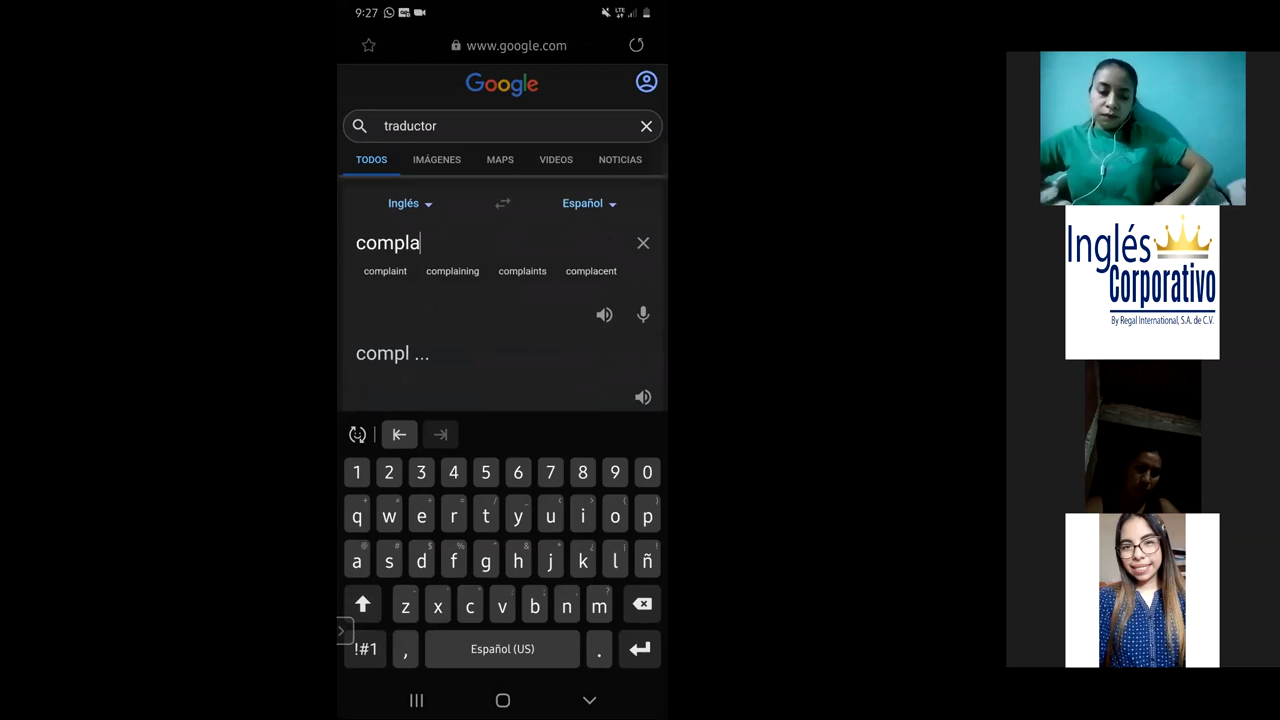 9:27
LTE
www.google.com
Google
traductor
TODOS IMÁGENES MAPS VIDEOS NOTICIAS
Inglés Español
compla
complaint complaining complaints complacent
compl ...
1 2 3 4 5 6 7 8 9 0
q w e r t y u i o p
a s d f g h j k l ñ
z x c v b n m
!#1 , Español (US) .
Inglés
Corporativo
By Regal International, S.A. de C.V.